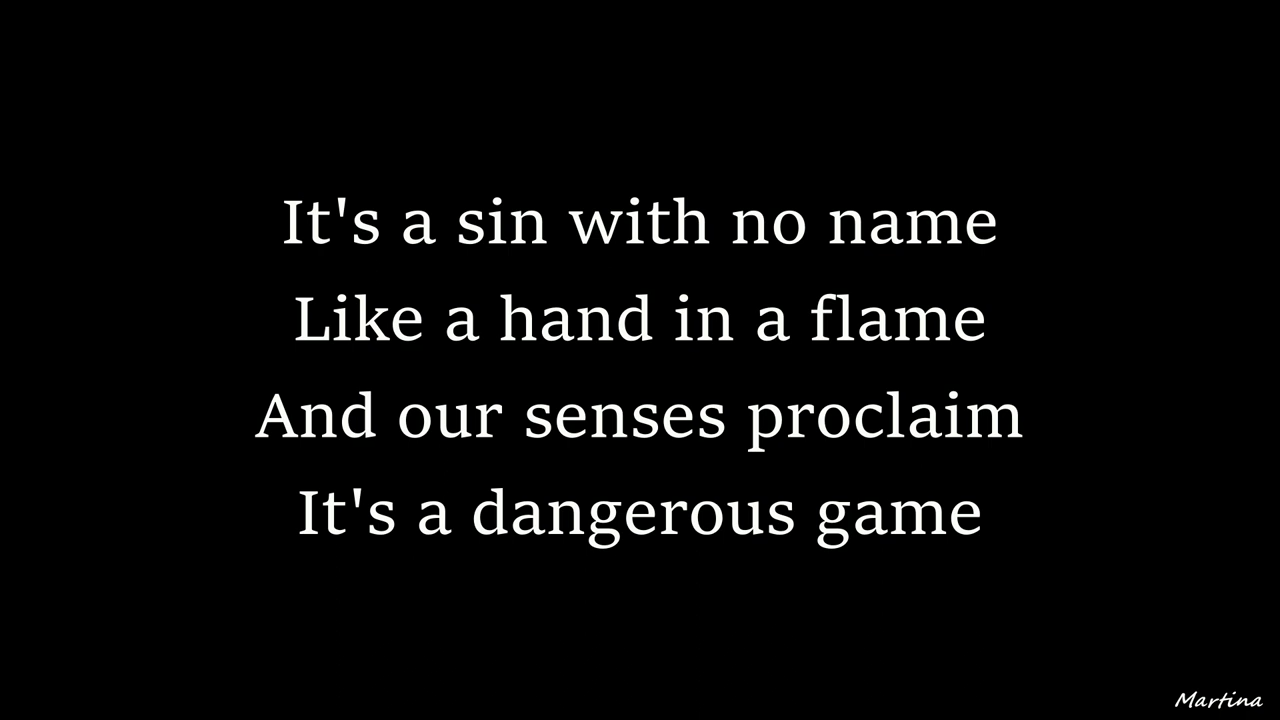 It's a sin with no name
Like a hand in a flame
And our senses proclaim
It's a dangerous game
Martina